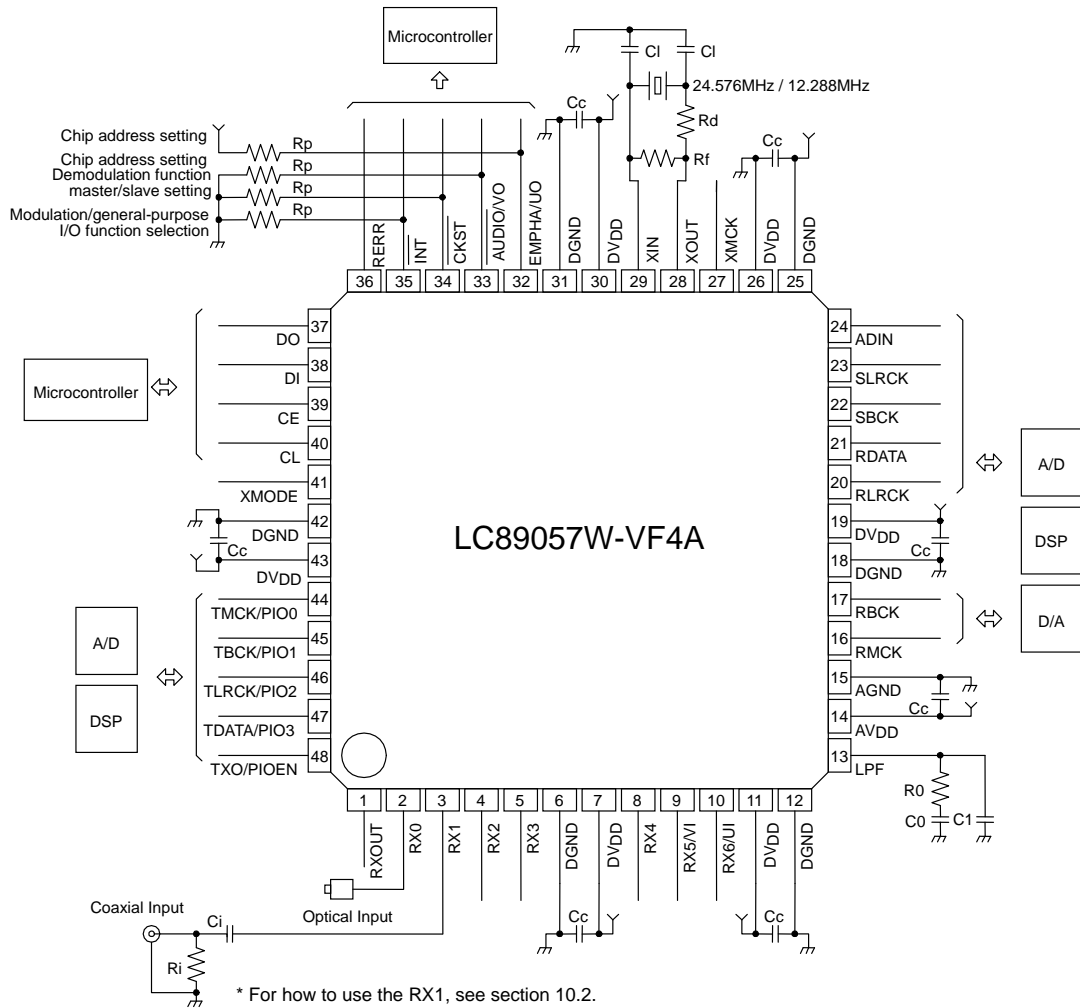 Microcontroller
Cl
Cl
24.576MHz / 12.288MHz
Cc
Rd
Cc
Rf
Chip address setting
Rp
Chip address setting
Rp
Demodulation function
master/slave setting
Rp
Modulation/general-purpose
I/O function selection
Rp
RERR
INT
CKST
AUDIO/VO
EMPHA/UO
DGND
DVDD
XIN
XOUT
XMCK
DVDD
DGND
36
35
34
33
32
31
30
29
28
27
26
25
37
DO
38
DI
39
CE
40
CL
41
XMODE
42
DGND
43
DVDD
44
TMCK/PIO0
45
TBCK/PIO1
46
TLRCK/PIO2
47
TDATA/PIO3
48
TXO/PIOEN
Microcontroller
Cc
A/D
DSP
LC89057W-VF4A
24
ADIN
23
SLRCK
22
SBCK
21
RDATA
20
RLRCK
19
DVDD
18
DGND
17
RBCK
16
RMCK
15
AGND
14
AVDD
13
LPF
A/D
DSP
D/A
Cc
Cc
R0
C0
C1
1
2
3
4
5
6
7
8
9
10
11
12
RXOUT
RX0
RX1
RX2
RX3
DGND
DVDD
RX4
RX5/VI
RX6/UI
DVDD
DGND
Coaxial Input
Optical Input
Ci
Ri
Cc
Cc
* For how to use the RX1, see section 10.2.